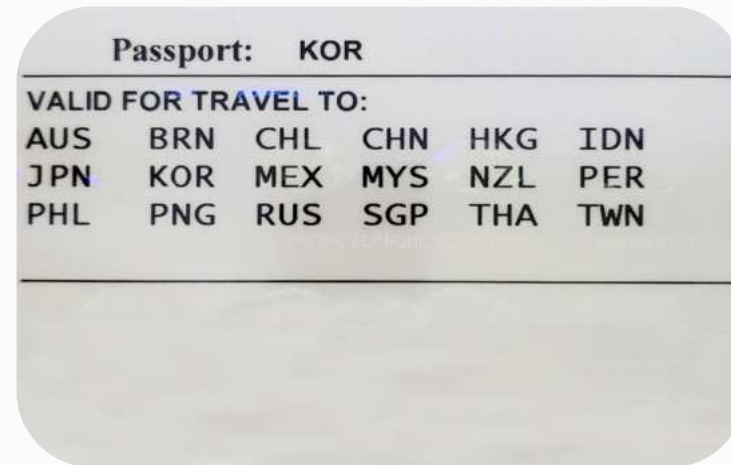 Passport: KOR
VALID FOR TRAVEL TO:
AUS BRN CHL CHN HKG IDN
JPN KOR MEX MYS NZL PER
PHL PNG RUS SGP THA TWN
ECONOMIC